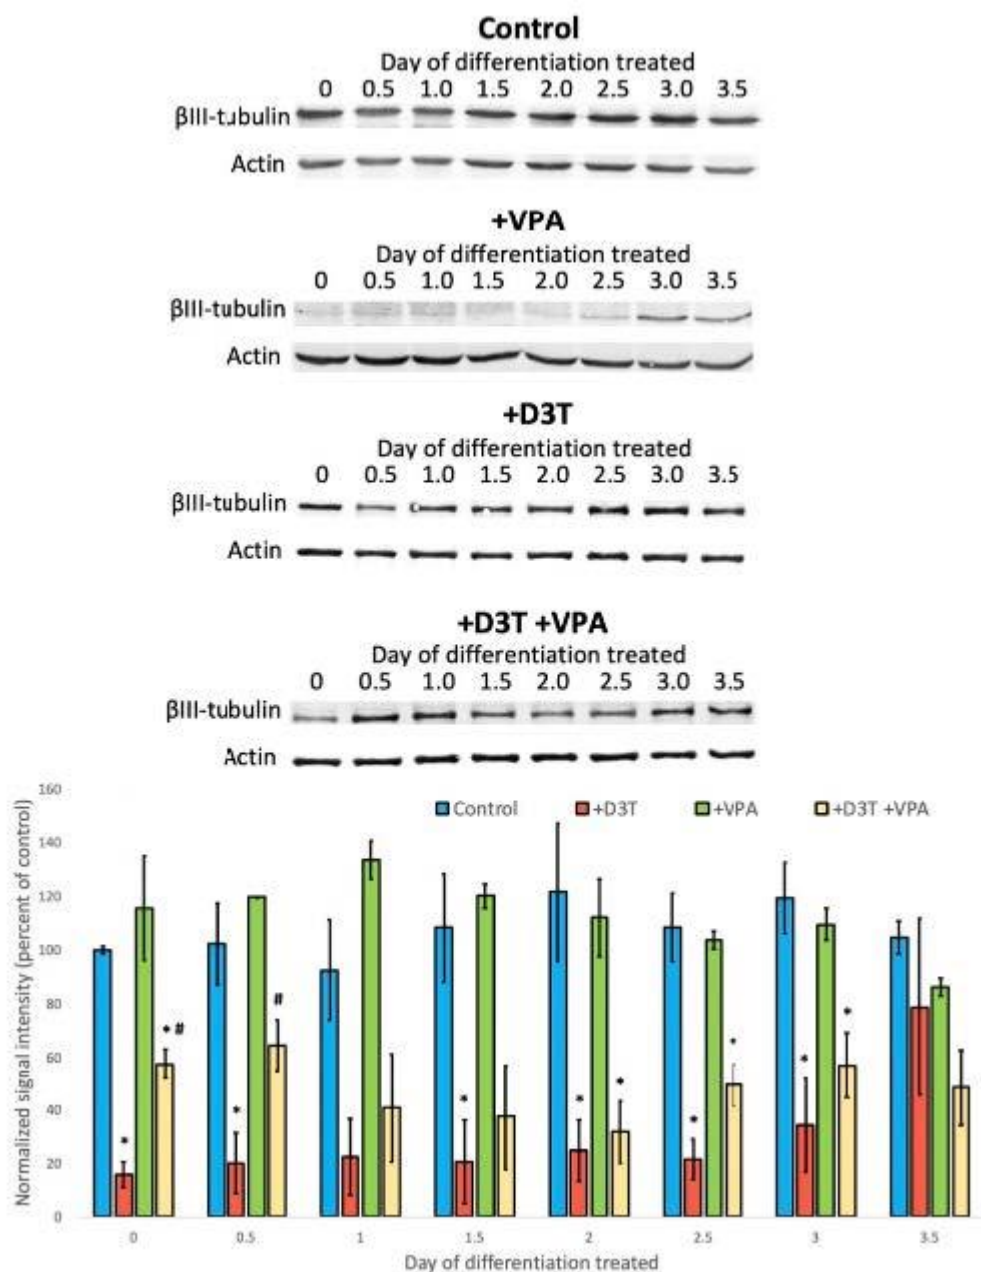 Control
Day of differentiation treated
0 0.5 1.0 1.5 2.0 2.5 3.0 3.5
βIII-tubulin
Actin
+VPA
Day of differentiation treated
0 0.5 1.0 1.5 2.0 2.5 3.0 3.5
βIII-tubulin
Actin
+D3T
Day of differentiation treated
0 0.5 1.0 1.5 2.0 2.5 3.0 3.5
βIII-tubulin
Actin
+D3T +VPA
Day of differentiation treated
0 0.5 1.0 1.5 2.0 2.5 3.0 3.5
βIII-tubulin
Actin
Normalized signal intensity (percent of control)
160
140
120
100
80
60
40
20
0
Control +D3T +VPA +D3T +VPA
* * # * # * * * * * * *
0 0.5 1 1.5 2 2.5 3 3.5
Day of differentiation treated